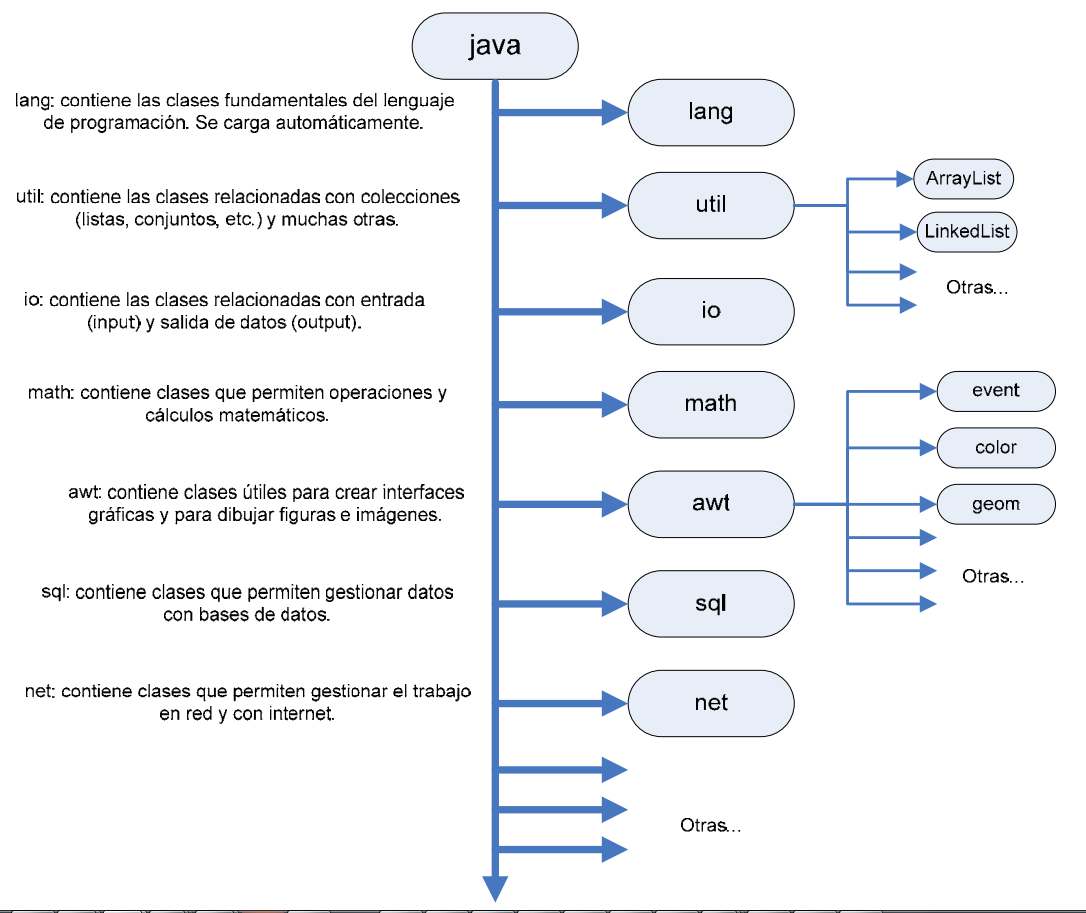 java
lang: contiene las clases fundamentales del lenguaje
de programación. Se carga automáticamente.
lang
util: contiene las clases relacionadas con colecciones
(listas, conjuntos, etc.) y muchas otras.
util
ArrayList
LinkedList
Otras...
io: contiene las clases relacionadas con entrada
(input) y salida de datos (output).
io
math: contiene clases que permiten operaciones y
cálculos matemáticos.
math
awt: contiene clases útiles para crear interfaces
gráficas y para dibujar figuras e imágenes.
awt
event
color
geom
Otras...
sql: contiene clases que permiten gestionar datos
con bases de datos.
sql
net: contiene clases que permiten gestionar el trabajo
en red y con internet.
net
Otras...